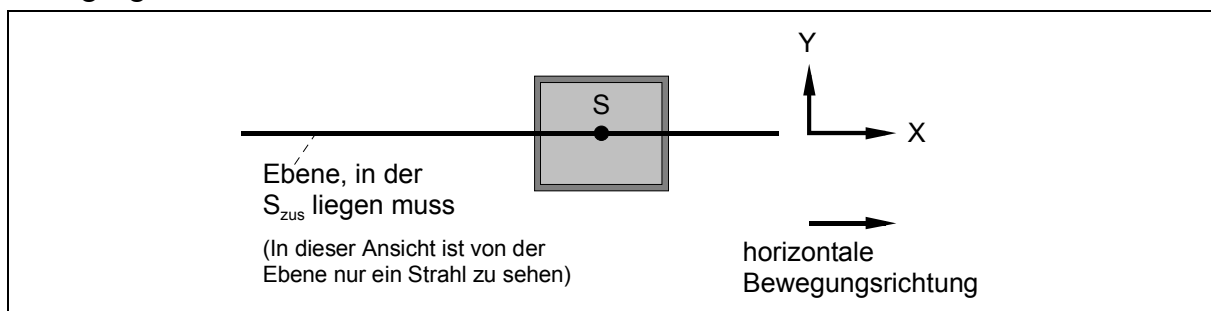 Y
S
X
Ebene, in der
S_zus liegen muss
(In dieser Ansicht ist von der
Ebene nur ein Strahl zu sehen)
horizontale
Bewegungsrichtung